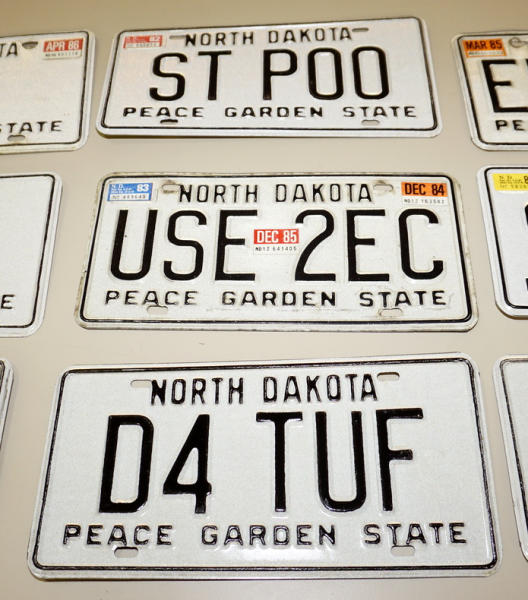 APR 86
STATE
82
NORTH DAKOTA
ST POO
PEACE GARDEN STATE
MAR 85
E
E
83
NORTH DAKOTA
DEC 84
USE 2EC
DEC 85
PEACE GARDEN STATE
NORTH DAKOTA
D4 TUF
PEACE GARDEN STATE